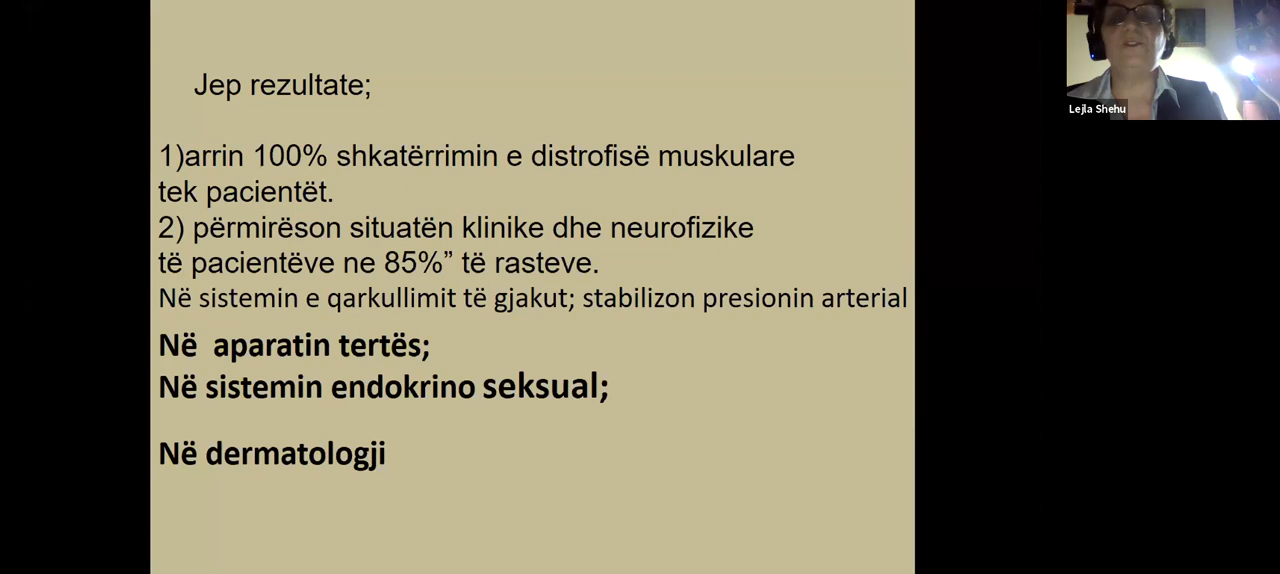 Jep rezultate;
1)arrin 100% shkatërrimin e distrofisë muskulare
tek pacientët.
2) përmirëson situatën klinike dhe neurofizike
të pacientëve ne 85%” të rasteve.
Në sistemin e qarkullimit të gjakut; stabilizon presionin arterial
Në  aparatin tertës;
Në sistemin endokrino seksual;
Në dermatologji
Lejla Shehu